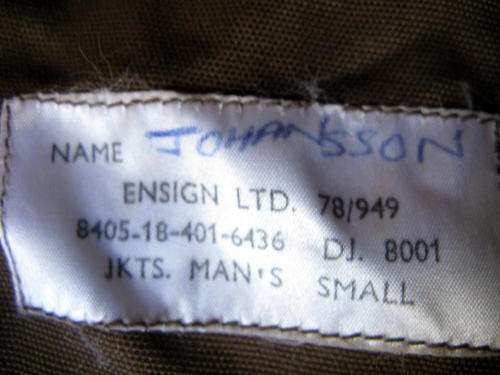 NAME JOHANSSON
ENSIGN LTD. 78/949
8405-18-401-6436 DJ. 8001
JKTS. MAN'S SMALL